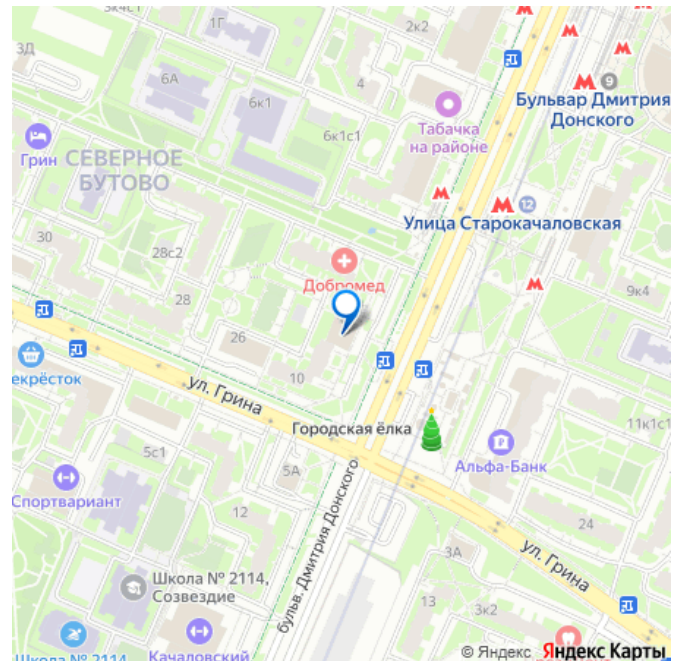 3к4с1
1Г
2к2
3Д
6А
4
9
6к1
Бульвар Дмитрия
Донского
Табачка
на районе
6к1с1
Грин
СЕВЕРНОЕ
БУТОВО
12
Улица Старокачаловская
30
28с2
Добромед
28
9к4
26
екрёсток
10
ул. Грина
Городская ёлка
11к1с1
Альфа-Банк
5с1
5А
Спортвариант
12
24
бульв. Дмитрия Донского
3А
ул. Грина
Школа № 2114,
Созвездие
13
3к2
Школа № 2114
Качаловский
© Яндекс Яндекс Карты